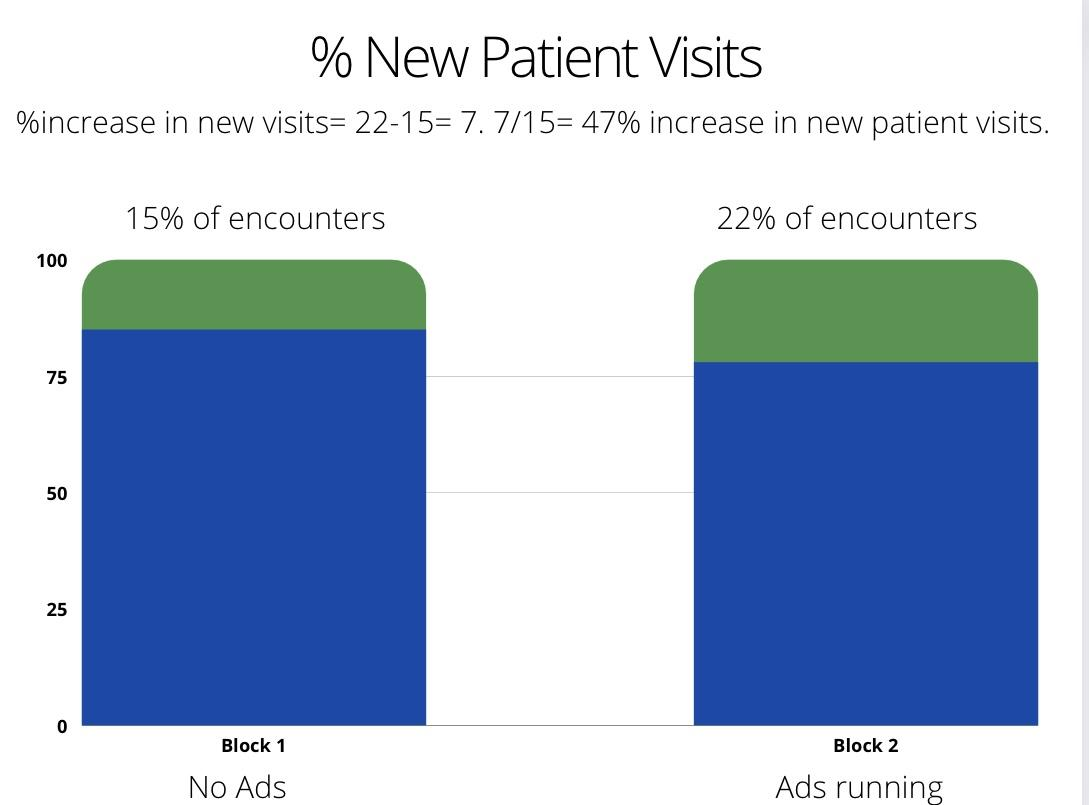 % New Patient Visits
%increase in new visits= 22-15= 7. 7/15= 47% increase in new patient visits.
15% of encounters
22% of encounters
100
75
50
25
0
Block 1
Block 2
No Ads
Ads running